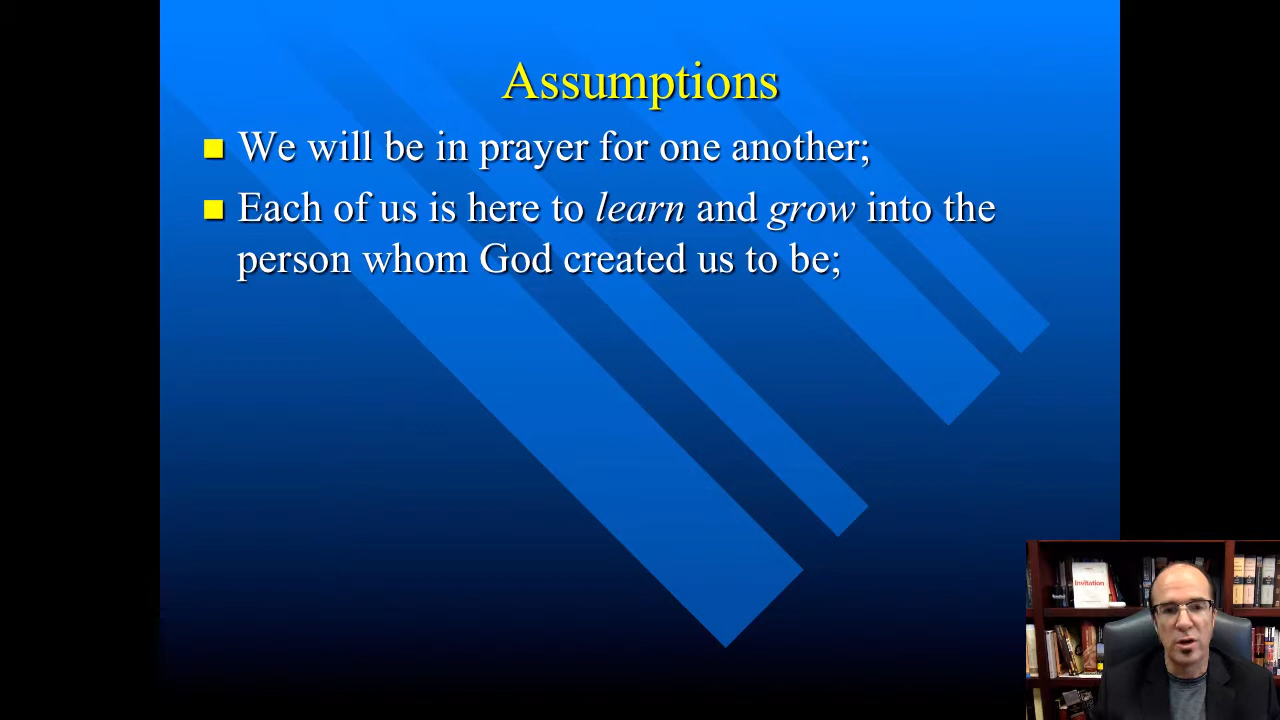 Assumptions
We will be in prayer for one another;
Each of us is here to learn and grow into the
person whom God created us to be;
Invitation